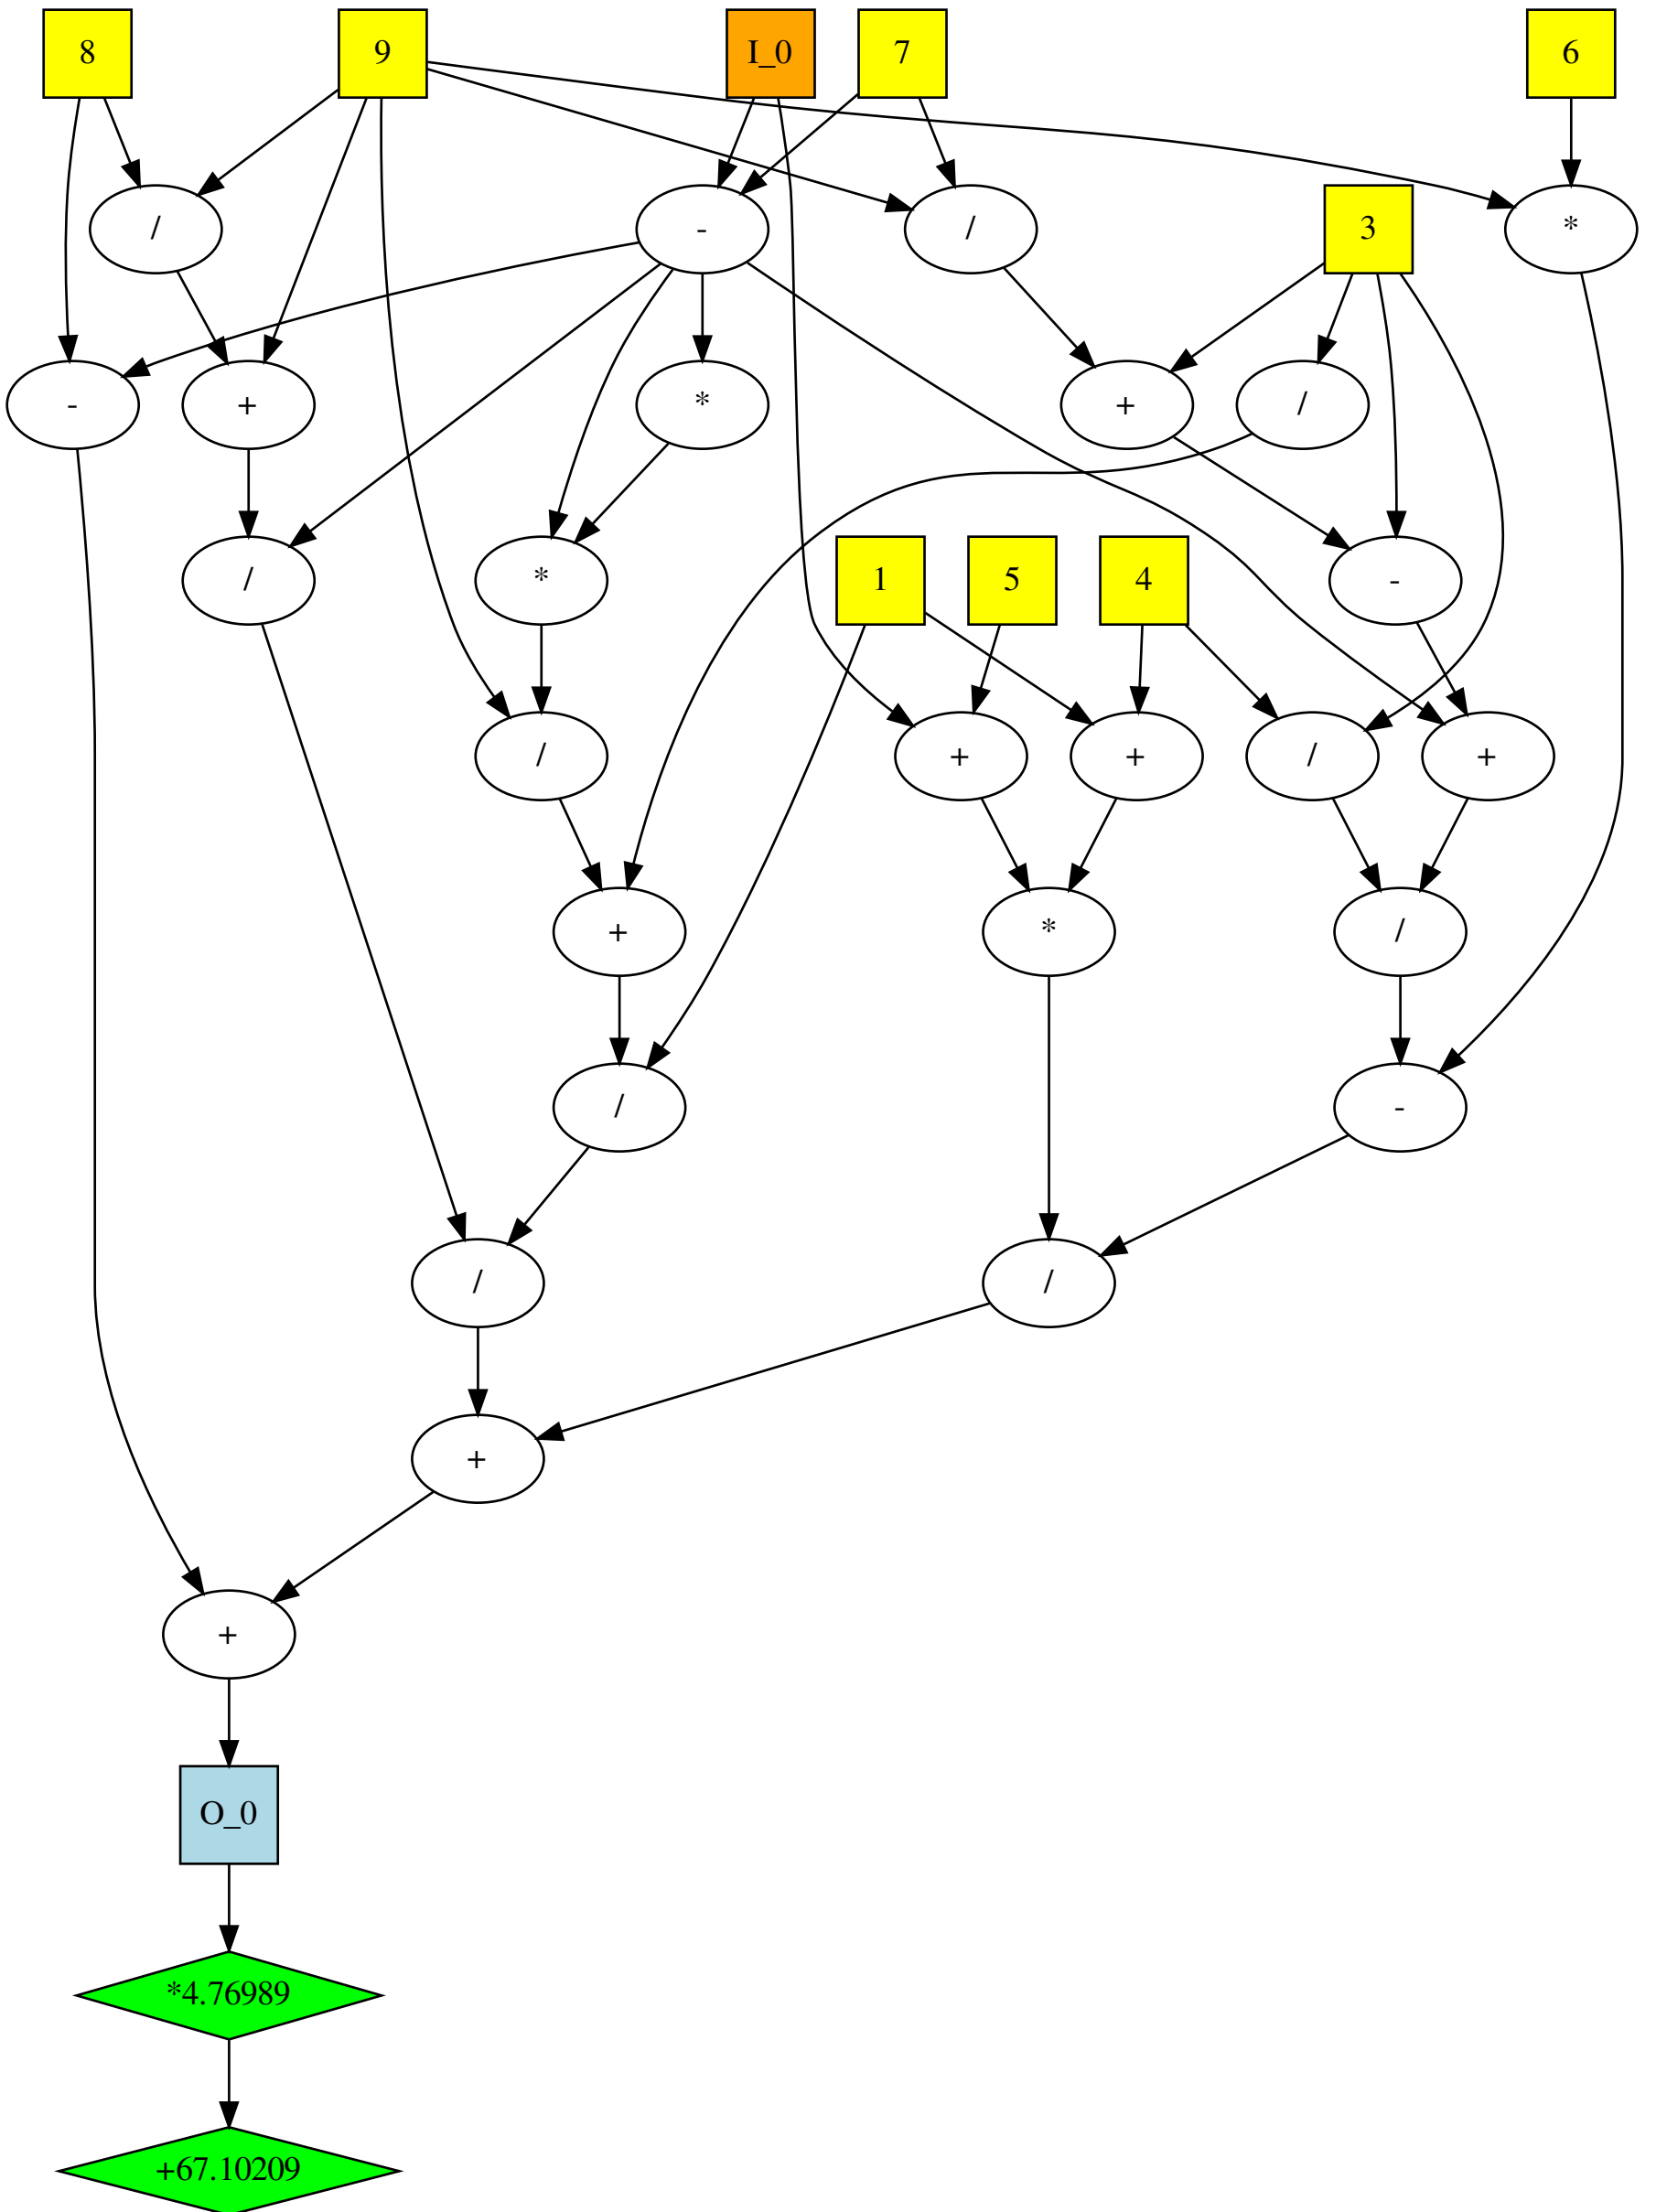 8 9 I_0 7 6
/ - / 3 *
- + * + /
/ * 1 5 4 -
/ + + / +
+ * /
/ -
/ /
+
+
O_0
*4.76989
+67.10209